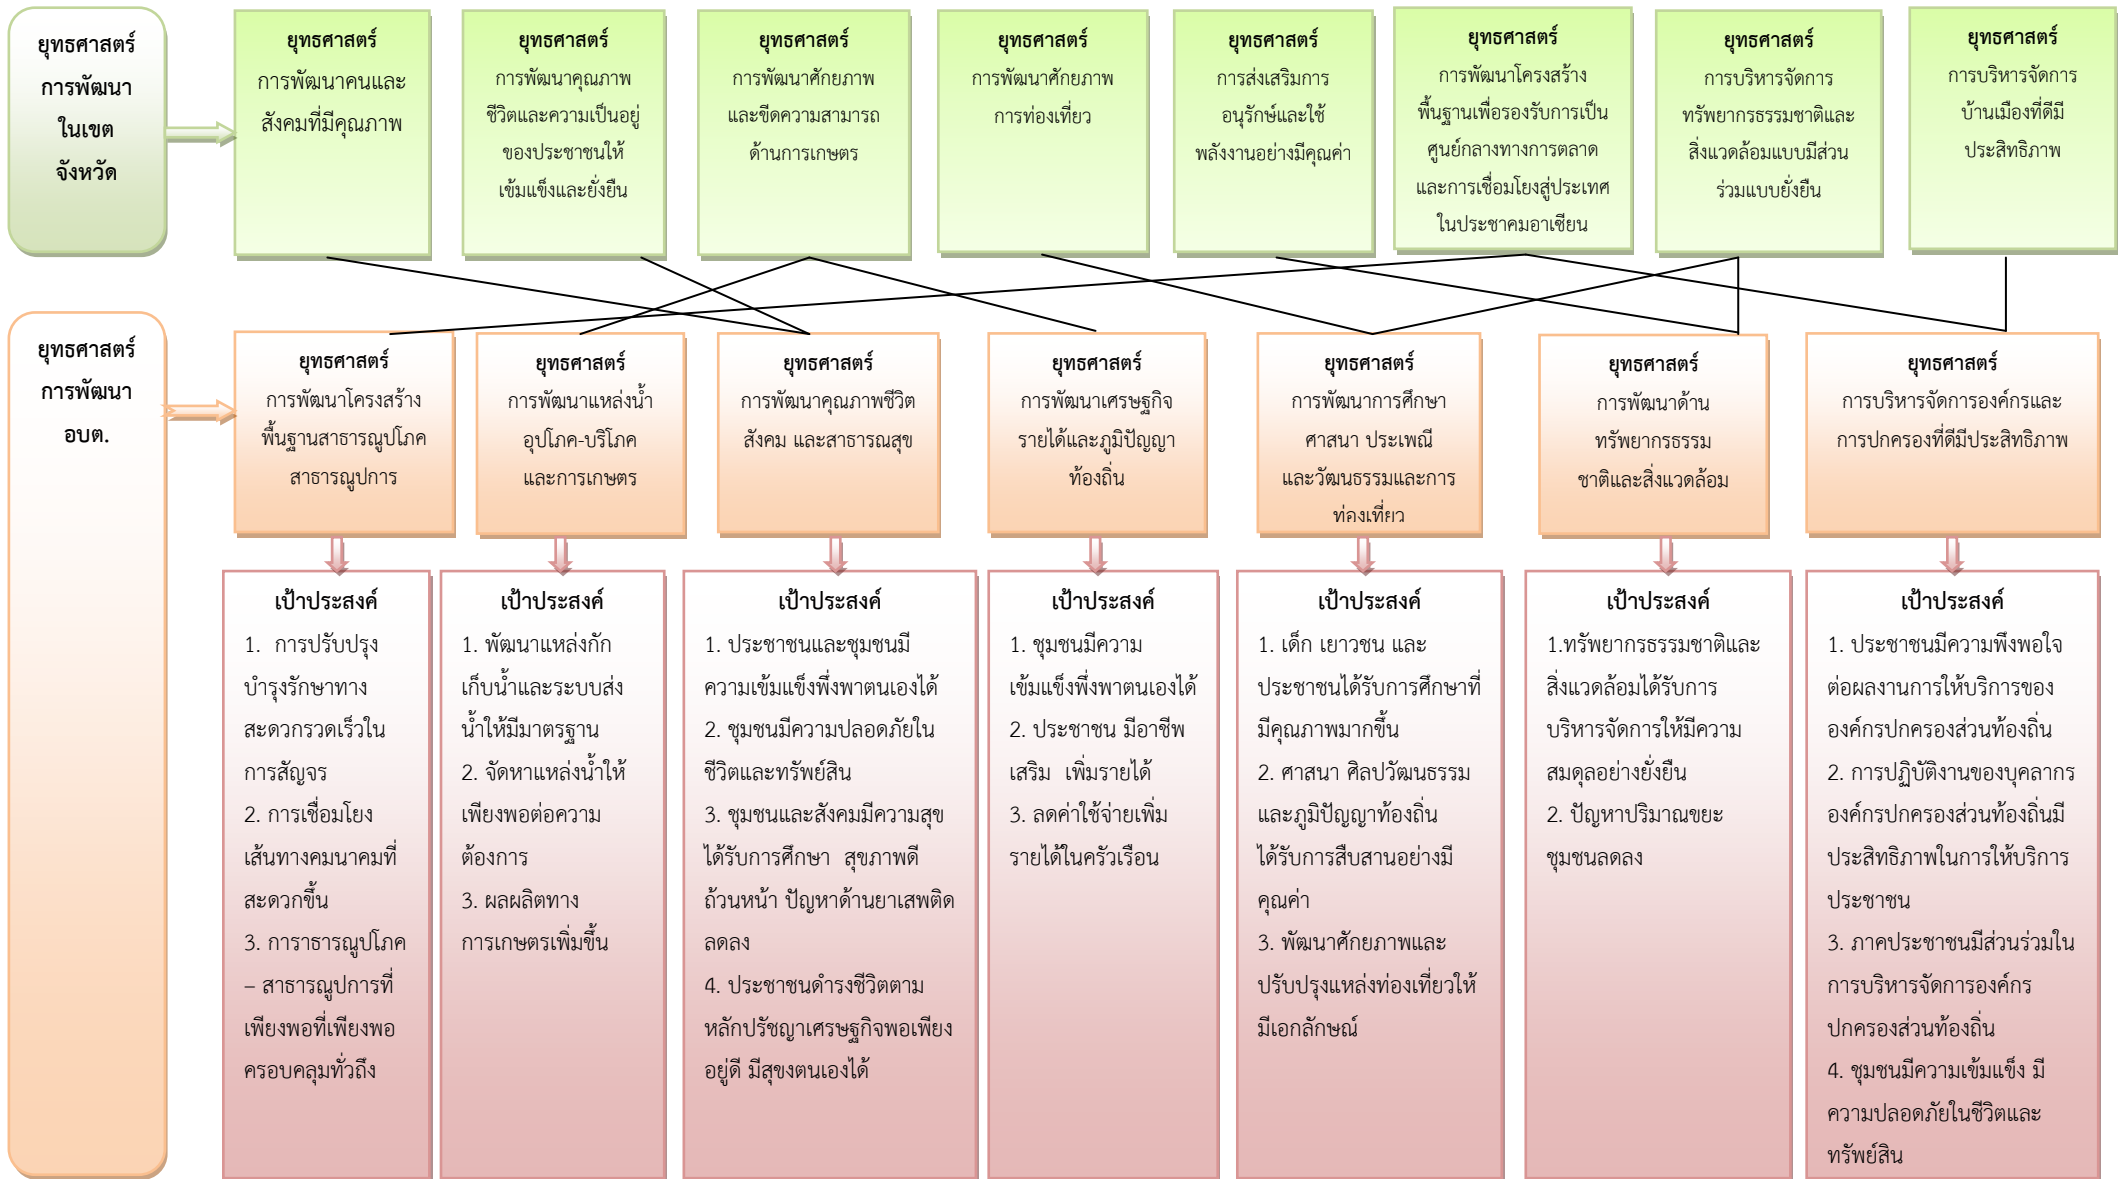 ยุทธศาสตร์
การพัฒนา
ในเขต
จังหวัด
ยุทธศาสตร์
การพัฒนาคนและ
สังคมที่มีคุณภาพ
ยุทธศาสตร์
การพัฒนาคุณภาพ
ชีวิตและความเป็นอยู่
ของประชาชนให้
เข้มแข็งและยั่งยืน
ยุทธศาสตร์
การพัฒนาศักยภาพ
และขีดความสามารถ
ด้านการเกษตร
ยุทธศาสตร์
การพัฒนาศักยภาพ
การท่องเที่ยว
ยุทธศาสตร์
การส่งเสริมการ
อนุรักษ์และใช้
พลังงานอย่างมีคุณค่า
ยุทธศาสตร์
การพัฒนาโครงสร้าง
พื้นฐานเพื่อรองรับการเป็น
ศูนย์กลางทางการตลาด
และการเชื่อมโยงสู่ประเทศ
ในประชาคมอาเซียน
ยุทธศาสตร์
การบริหารจัดการ
ทรัพยากรธรรมชาติและ
สิ่งแวดล้อมแบบมีส่วน
ร่วมแบบยั่งยืน
ยุทธศาสตร์
การบริหารจัดการ
บ้านเมืองที่ดีมี
ประสิทธิภาพ
ยุทธศาสตร์
การพัฒนา
อบต.
ยุทธศาสตร์
การพัฒนาโครงสร้าง
พื้นฐานสาธารณูปโภค
สาธารณูปการ
ยุทธศาสตร์
การพัฒนาแหล่งน้ำ
อุปโภค-บริโภค
และการเกษตร
ยุทธศาสตร์
การพัฒนาคุณภาพชีวิต
สังคม และสาธารณสุข
ยุทธศาสตร์
การพัฒนาเศรษฐกิจ
รายได้และภูมิปัญญา
ท้องถิ่น
ยุทธศาสตร์
การพัฒนาการศึกษา
ศาสนา ประเพณี
และวัฒนธรรมและการ
ท่องเที่ยว
ยุทธศาสตร์
การพัฒนาด้าน
ทรัพยากรธรรม
ชาติและสิ่งแวดล้อม
ยุทธศาสตร์
การบริหารจัดการองค์กรและ
การปกครองที่ดีมีประสิทธิภาพ
เป้าประสงค์
1. การปรับปรุง
บำรุงรักษาทาง
สะดวกรวดเร็วใน
การสัญจร
2. การเชื่อมโยง
เส้นทางคมนาคมที่
สะดวกขึ้น
3. การาธารณูปโภค
– สาธารณูปการที่
เพียงพอที่เพียงพอ
ครอบคลุมทั่วถึง
เป้าประสงค์
1. พัฒนาแหล่งกัก
เก็บน้ำและระบบส่ง
น้ำให้มีมาตรฐาน
2. จัดหาแหล่งน้ำให้
เพียงพอต่อความ
ต้องการ
3. ผลผลิตทาง
การเกษตรเพิ่มขึ้น
เป้าประสงค์
1. ประชาชนและชุมชนมี
ความเข้มแข็งพึ่งพาตนเองได้
2. ชุมชนมีความปลอดภัยใน
ชีวิตและทรัพย์สิน
3. ชุมชนและสังคมมีความสุข
ได้รับการศึกษา สุขภาพดี
ถ้วนหน้า ปัญหาด้านยาเสพติด
ลดลง
4. ประชาชนดำรงชีวิตตาม
หลักปรัชญาเศรษฐกิจพอเพียง
อยู่ดี มีสุขงตนเองได้
เป้าประสงค์
1. ชุมชนมีความ
เข้มแข็งพึ่งพาตนเองได้
2. ประชาชน มีอาชีพ
เสริม เพิ่มรายได้
3. ลดค่าใช้จ่ายเพิ่ม
รายได้ในครัวเรือน
เป้าประสงค์
1. เด็ก เยาวชน และ
ประชาชนได้รับการศึกษาที่
มีคุณภาพมากขึ้น
2. ศาสนา ศิลปวัฒนธรรม
และภูมิปัญญาท้องถิ่น
ได้รับการสืบสานอย่างมี
คุณค่า
3. พัฒนาศักยภาพและ
ปรับปรุงแหล่งท่องเที่ยวให้
มีเอกลักษณ์
เป้าประสงค์
1.ทรัพยากรธรรมชาติและ
สิ่งแวดล้อมได้รับการ
บริหารจัดการให้มีความ
สมดุลอย่างยั่งยืน
2. ปัญหาปริมาณขยะ
ชุมชนลดลง
เป้าประสงค์
1. ประชาชนมีความพึงพอใจ
ต่อผลงานการให้บริการของ
องค์กรปกครองส่วนท้องถิ่น
2. การปฏิบัติงานของบุคลากร
องค์กรปกครองส่วนท้องถิ่นมี
ประสิทธิภาพในการให้บริการ
ประชาชน
3. ภาคประชาชนมีส่วนร่วมใน
การบริหารจัดการองค์กร
ปกครองส่วนท้องถิ่น
4. ชุมชนมีความเข้มแข็ง มี
ความปลอดภัยในชีวิตและ
ทรัพย์สิน